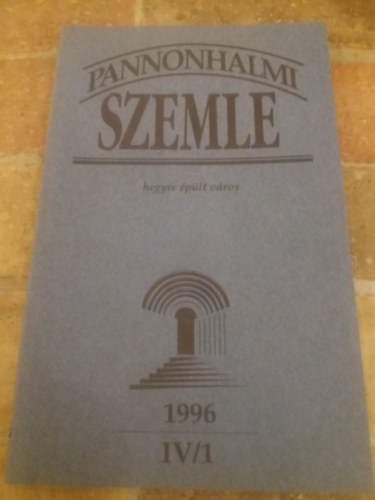 PANNONHALMI
SZEMLE
hegyre épült város
1996
IV/1